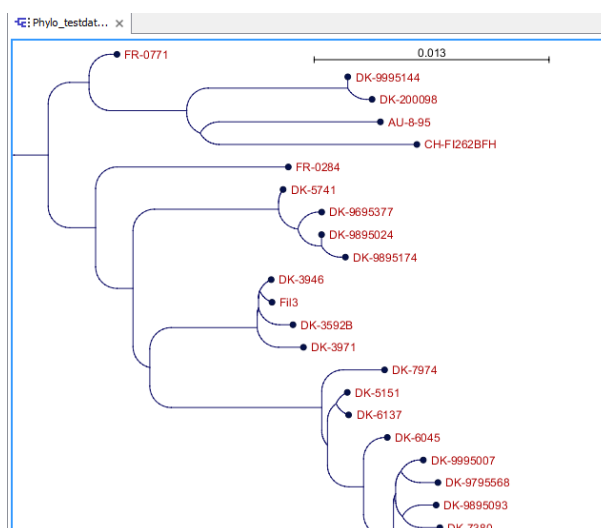 Phylo_testdat...
FR-0771
0.013
DK-9995144
DK-200098
AU-8-95
CH-FI262BFH
FR-0284
DK-5741
DK-9695377
DK-9895024
DK-9895174
DK-3946
Fil3
DK-3592B
DK-3971
DK-7974
DK-5151
DK-6137
DK-6045
DK-9995007
DK-9795568
DK-9895093
DK-7380